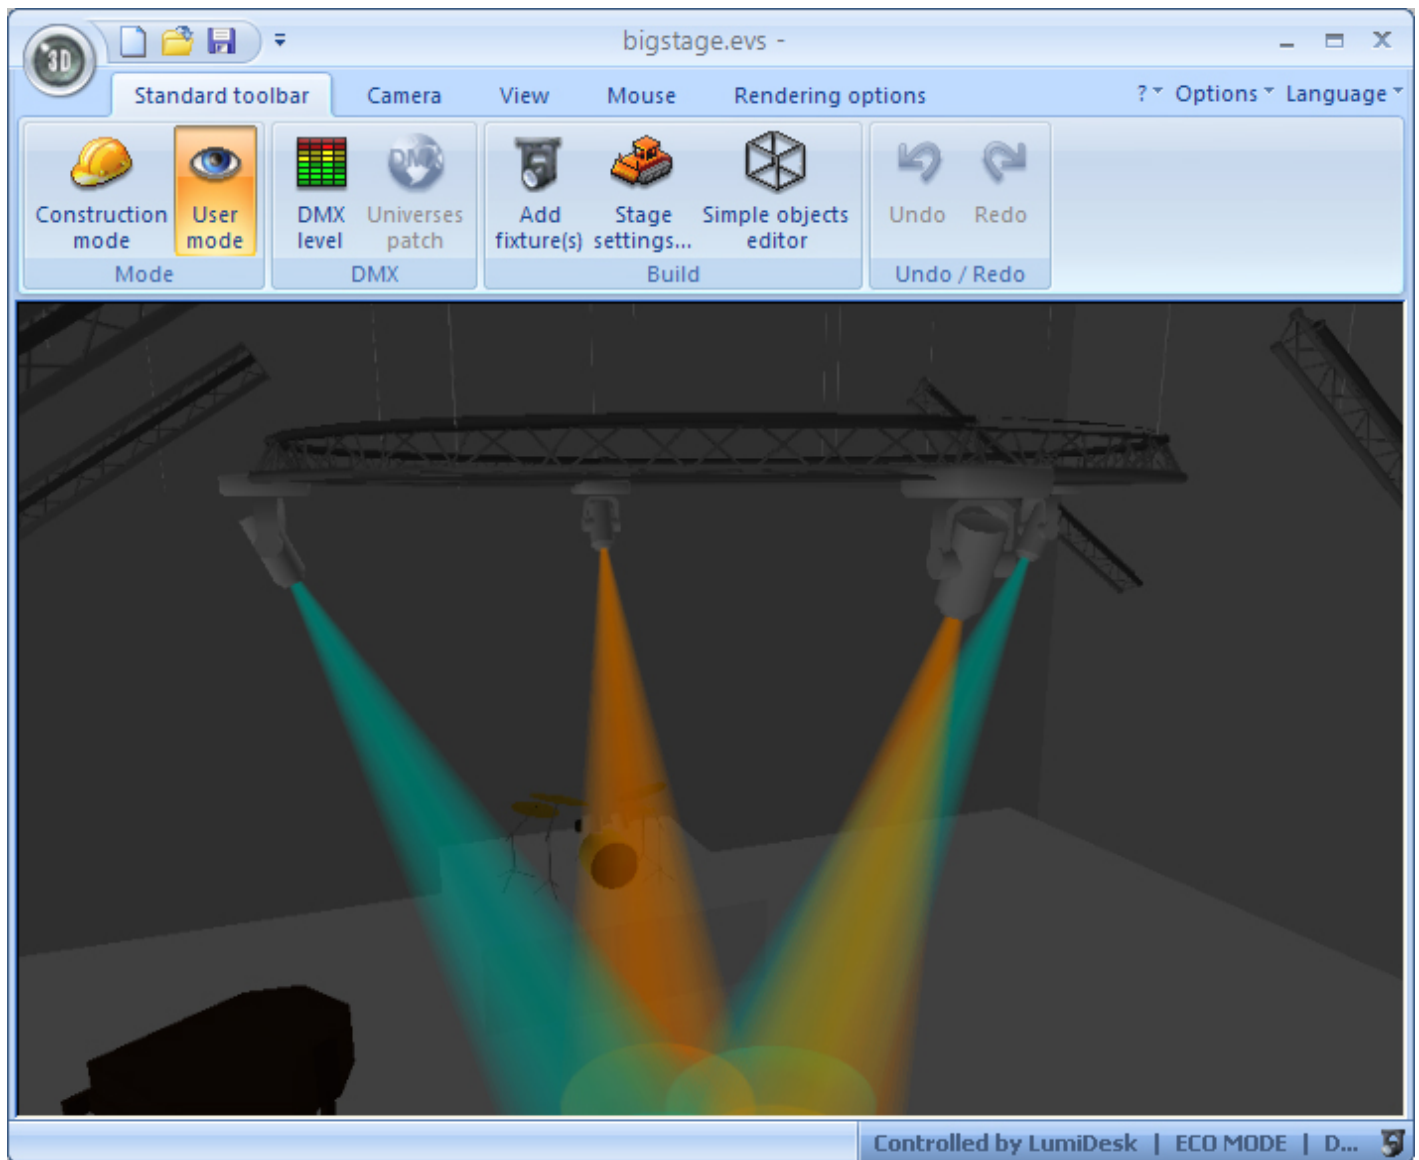 3D
bigstage.evs -
Standard toolbar Camera View Mouse Rendering options ? Options Language
Construction mode
User mode
DMX level
DMX
Universes patch
Add fixture(s)
Stage settings...
Simple objects editor
Undo
Redo
Mode DMX Build Undo / Redo
Controlled by LumiDesk | ECO MODE | D...